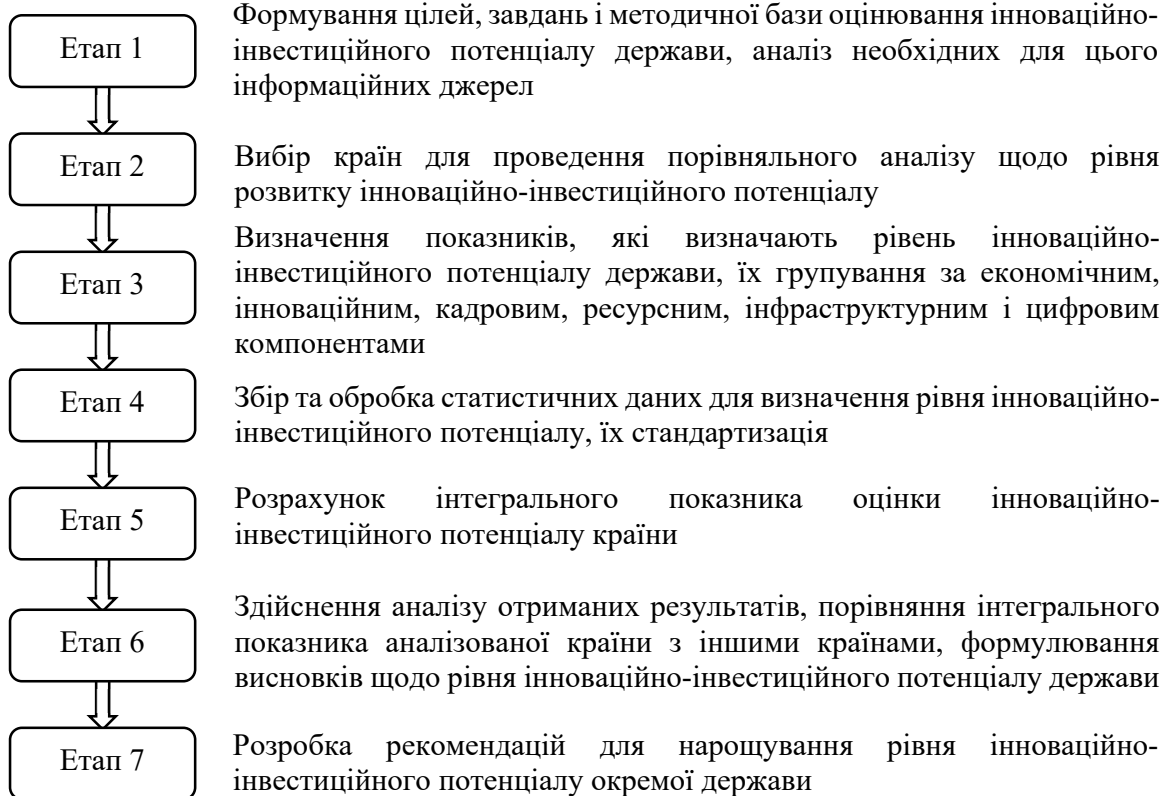 Етап 1
Формування цілей, завдань і методичної бази оцінювання інноваційно-
інвестиційного потенціалу держави, аналіз необхідних для цього
інформаційних джерел
Етап 2
Вибір країн для проведення порівняльного аналізу щодо рівня
розвитку інноваційно-інвестиційного потенціалу
Етап 3
Визначення показників, які визначають рівень інноваційно-
інвестиційного потенціалу держави, їх групування за економічним,
інноваційним, кадровим, ресурсним, інфраструктурним і цифровим
компонентами
Етап 4
Збір та обробка статистичних даних для визначення рівня інноваційно-
інвестиційного потенціалу, їх стандартизація
Етап 5
Розрахунок інтегрального показника оцінки інноваційно-
інвестиційного потенціалу країни
Етап 6
Здійснення аналізу отриманих результатів, порівняння інтегрального
показника аналізованої країни з іншими країнами, формулювання
висновків щодо рівня інноваційно-інвестиційного потенціалу держави
Етап 7
Розробка рекомендацій для нарощування рівня інноваційно-
інвестиційного потенціалу окремої держави